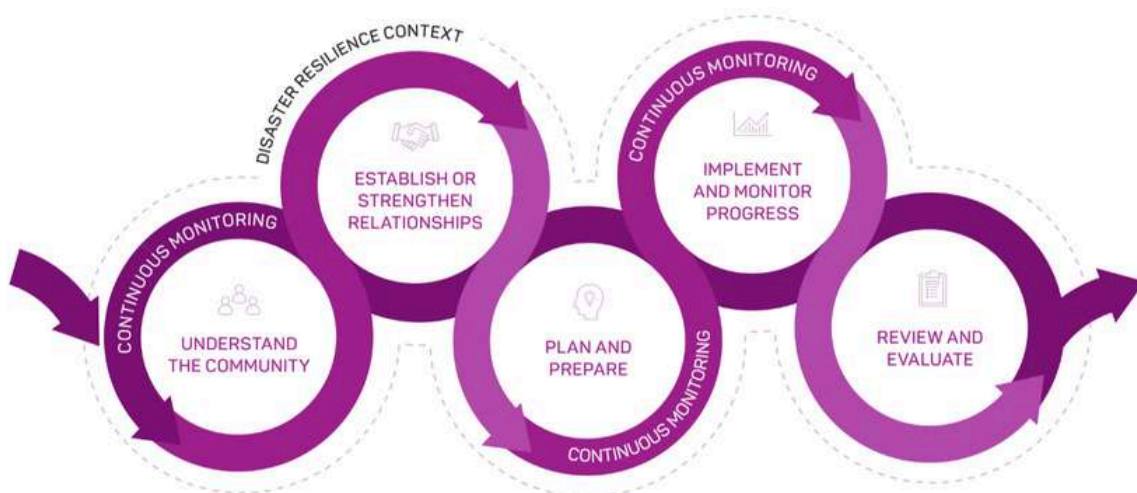 DISASTER RESILIENCE CONTEXT
CONTINUOUS MONITORING
UNDERSTAND
THE COMMUNITY
ESTABLISH OR
STRENGTHEN
RELATIONSHIPS
PLAN AND
PREPARE
CONTINUOUS MONITORING
CONTINUOUS MONITORING
IMPLEMENT
AND MONITOR
PROGRESS
REVIEW AND
EVALUATE